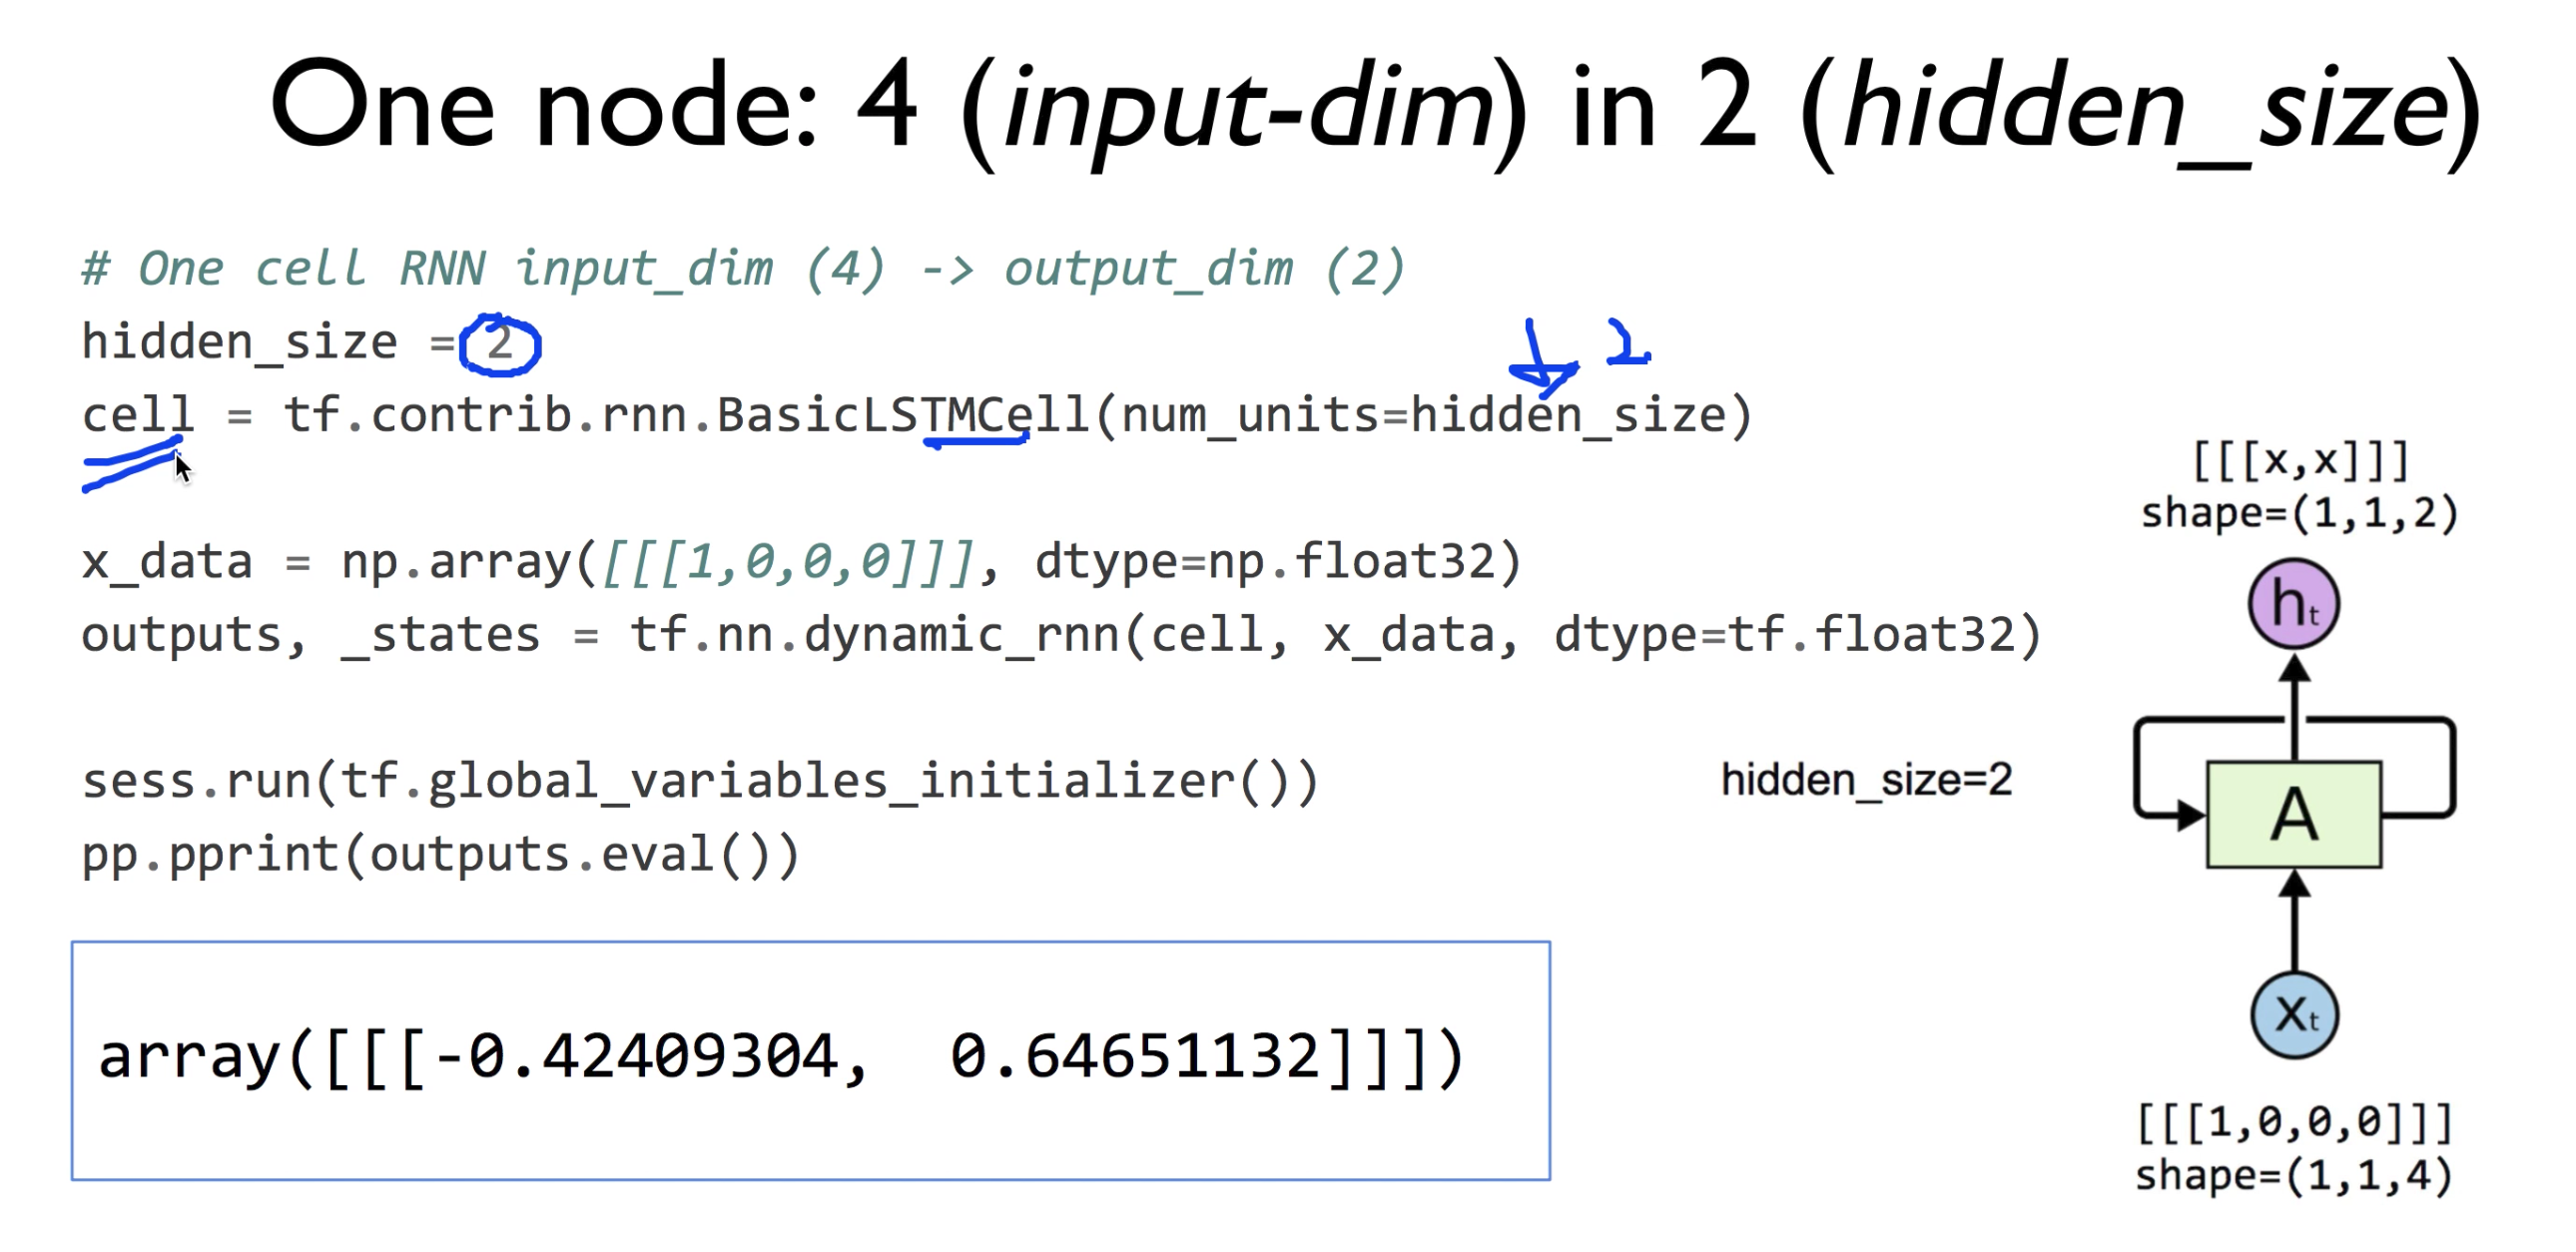 One node: 4 (input-dim) in 2 (hidden_size)
# One cell RNN input_dim (4) -> output_dim (2)
hidden_size = 2
2
cell = tf.contrib.rnn.BasicLSTMCell(num_units=hidden_size)
x_data = np.array([[[1,0,0,0]]], dtype=np.float32)
outputs, _states = tf.nn.dynamic_rnn(cell, x_data, dtype=tf.float32)
sess.run(tf.global_variables_initializer())
pp.pprint(outputs.eval())
array([[[-0.42409304, 0.64651132]]])
[[[x,x]]]
shape=(1,1,2)
ht
hidden_size=2
A
Xt
[[[1,0,0,0]]]
shape=(1,1,4)